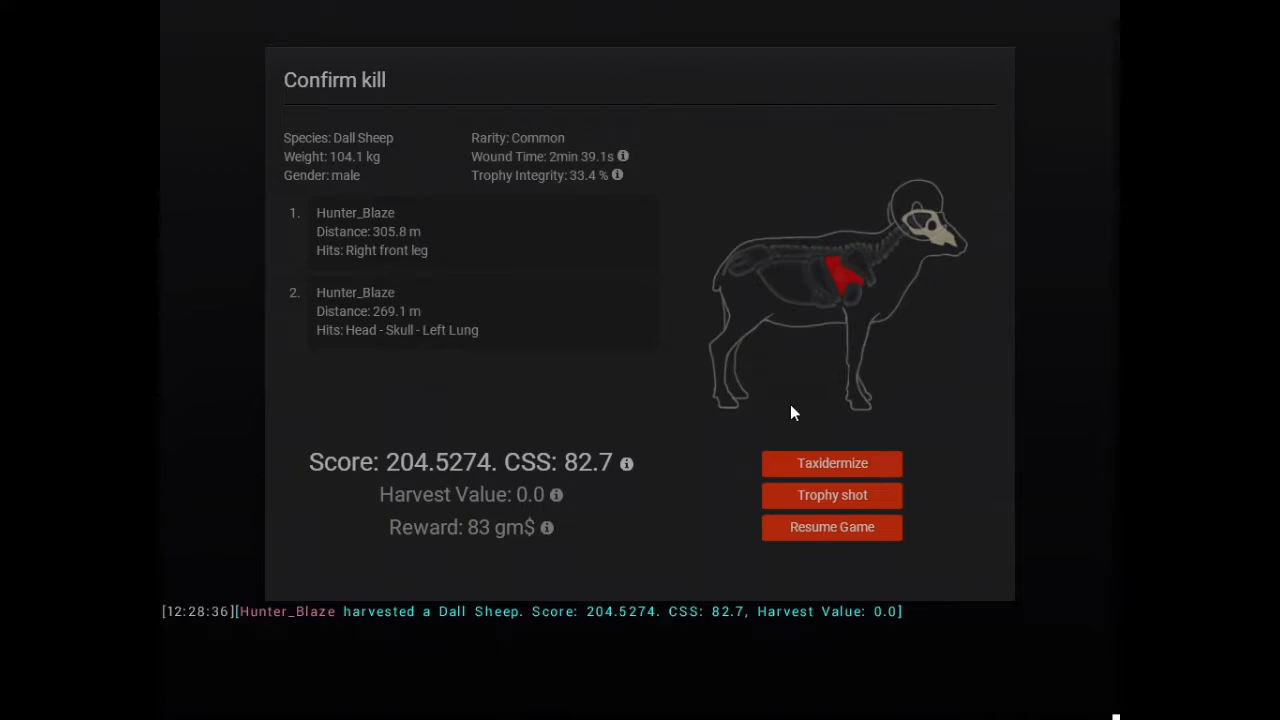 Confirm kill
Species: Dall Sheep
Rarity: Common
Weight: 104.1 kg
Wound Time: 2min 39.1s
Gender: male
Trophy Integrity: 33.4 %
1. Hunter_Blaze
Distance: 305.8 m
Hits: Right front leg
2. Hunter_Blaze
Distance: 269.1 m
Hits: Head - Skull - Left Lung
Score: 204.5274. CSS: 82.7
Harvest Value: 0.0
Reward: 83 gm$
Taxidermize
Trophy shot
Resume Game
[12:28:36][Hunter_Blaze harvested a Dall Sheep. Score: 204.5274. CSS: 82.7, Harvest Value: 0.0]